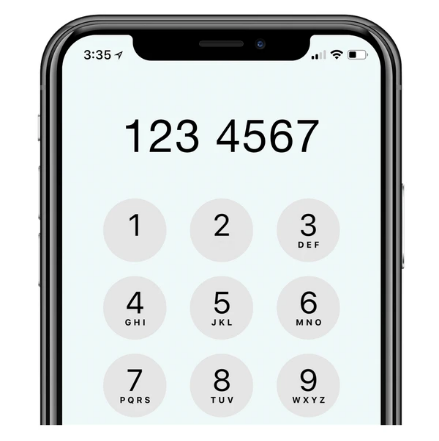 3:35
123 4567
1 2 3
DEF
4 5 6
GHI JKL MNO
7 8 9
PQRS TUV WXYZ